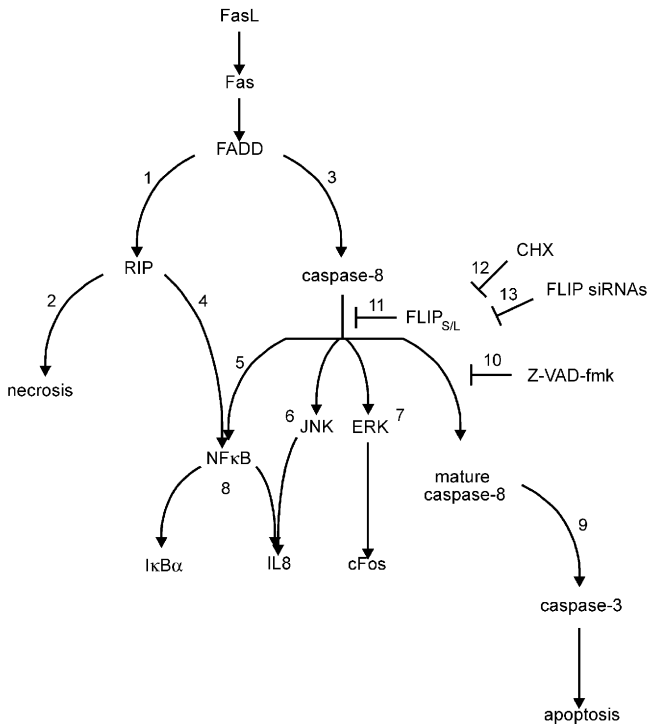 FasL
Fas
FADD
1
3
RIP
caspase-8
CHX
12
13
FLIP siRNAs
2
4
11
FLIPS/L
5
10
Z-VAD-fmk
necrosis
6
JNK
ERK
7
NFκB
8
mature
caspase-8
9
IκBα
IL8
cFos
caspase-3
apoptosis